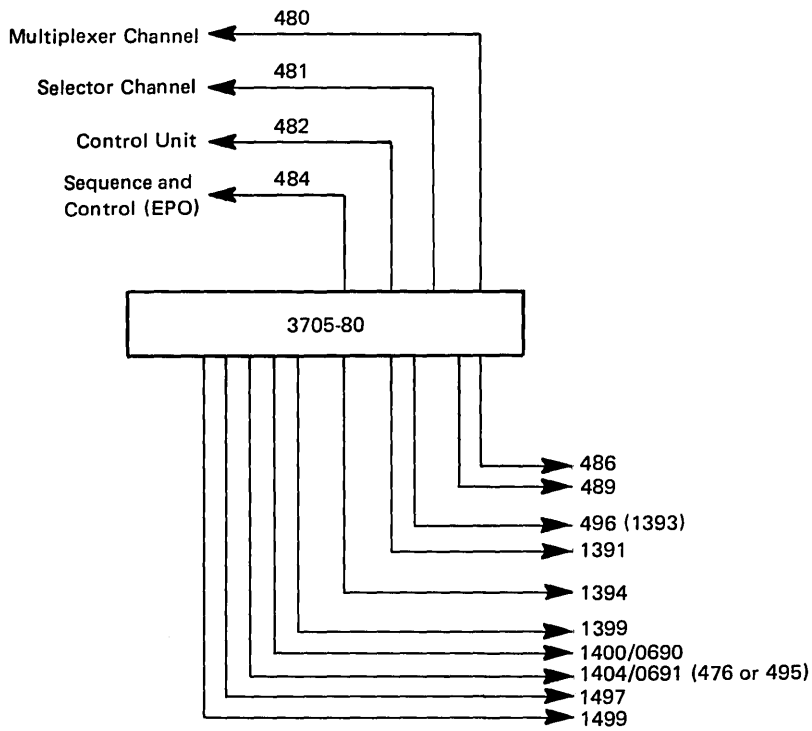 480
Multiplexer Channel
481
Selector Channel
482
Control Unit
484
Sequence and
Control (EPO)
3705-80
486
489
496 (1393)
1391
1394
1399
1400/0690
1404/0691 (476 or 495)
1497
1499